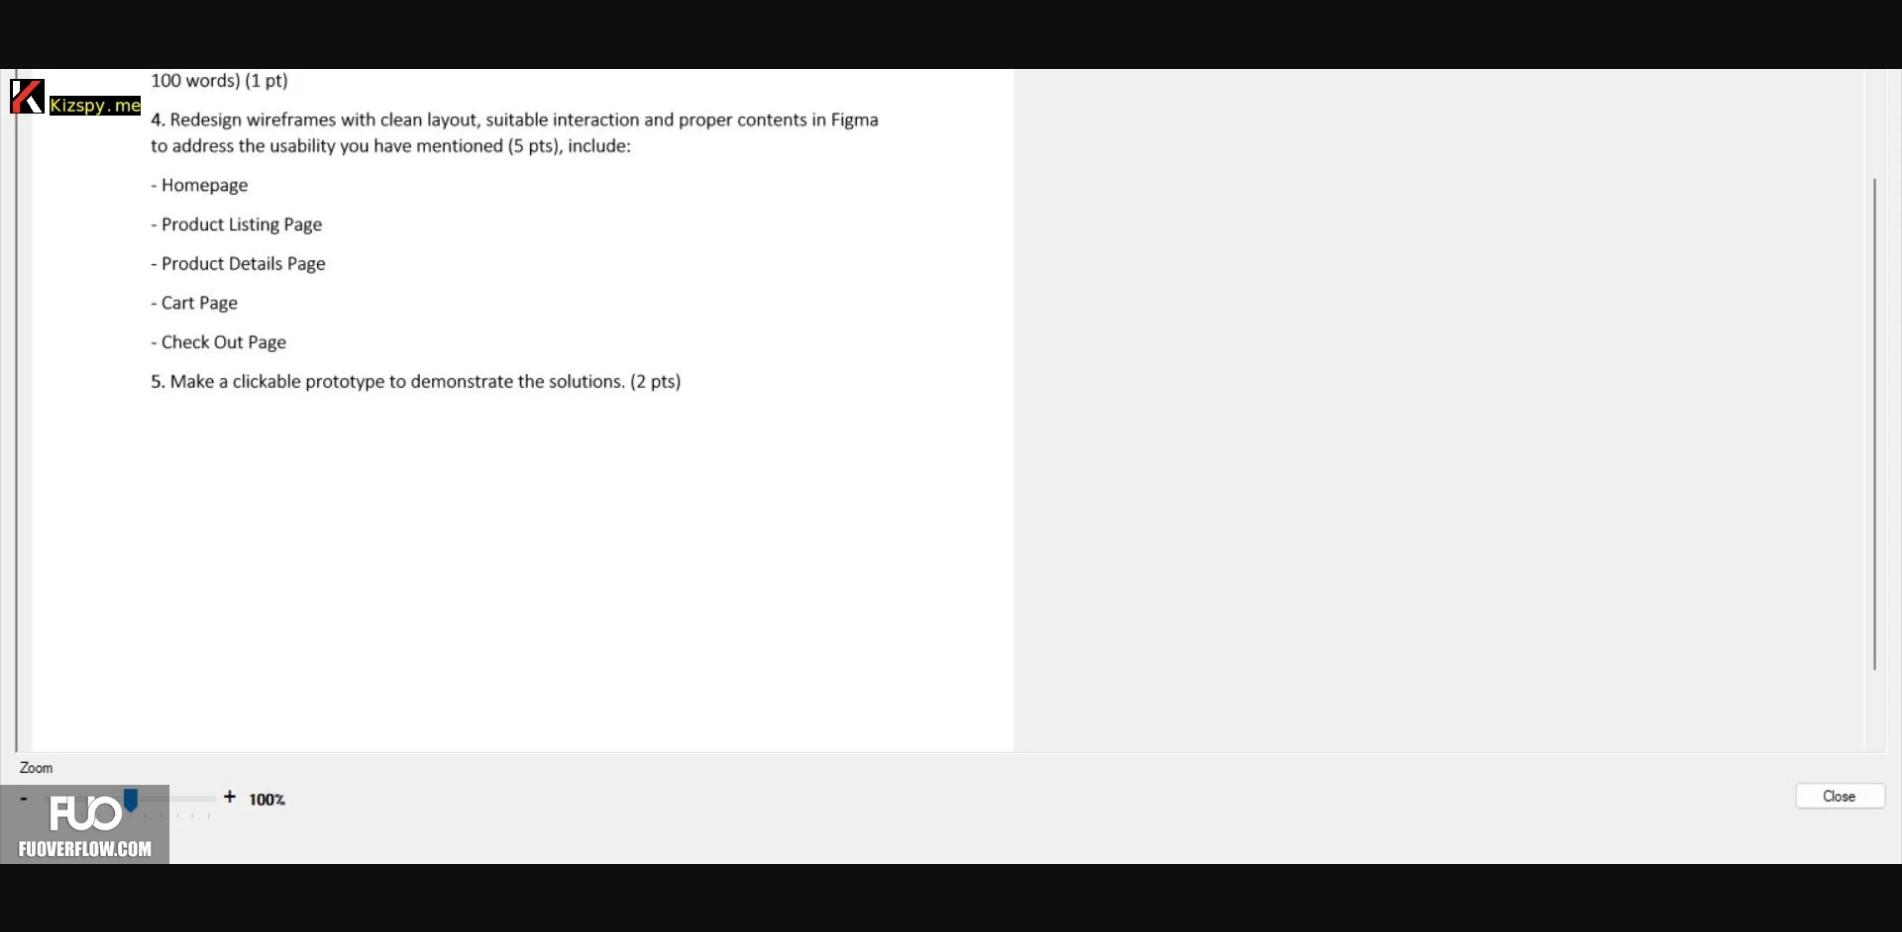 100 words) (1 pt)
Kizspy.me
4. Redesign wireframes with clean layout, suitable interaction and proper contents in Figma
to address the usability you have mentioned (5 pts), include:
- Homepage
- Product Listing Page
- Product Details Page
- Cart Page
- Check Out Page
5. Make a clickable prototype to demonstrate the solutions. (2 pts)
Zoom
- + 100%
Close
FUO
FUOVERFLOW.COM